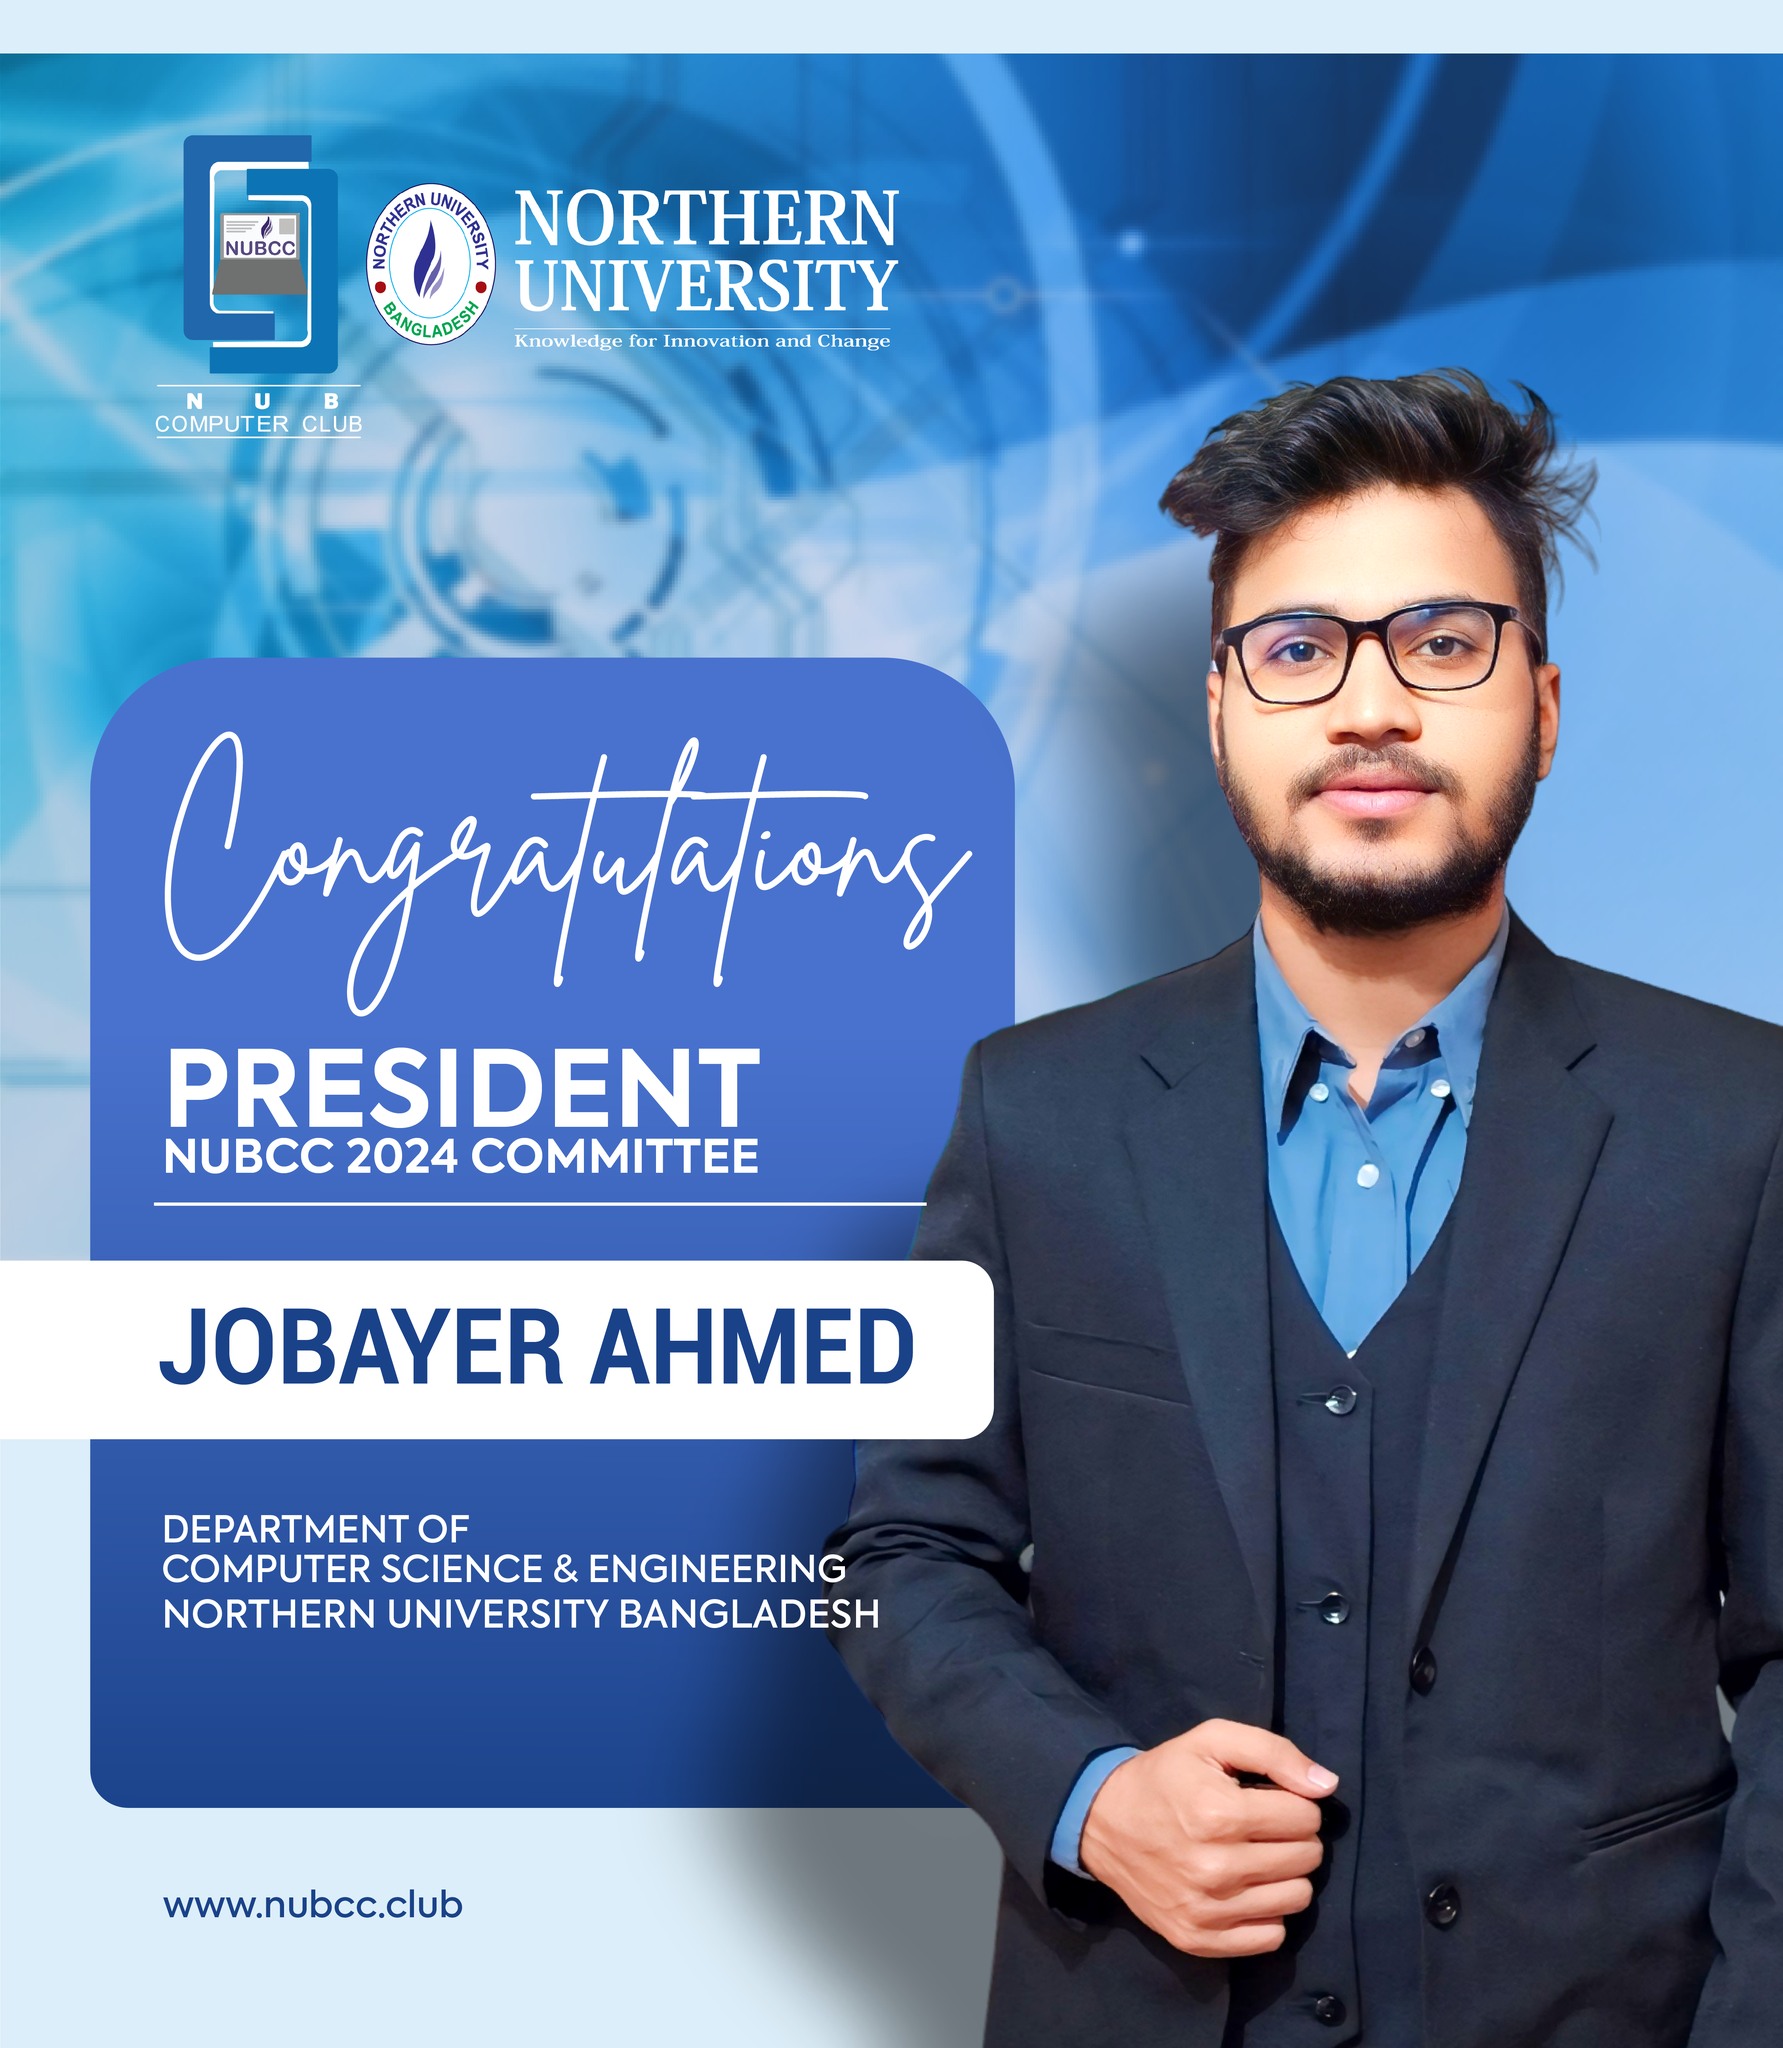 NUBCC
N U B
COMPUTER CLUB
NORTHERN UNIVERSITY
BANGLADESH
NORTHERN
UNIVERSITY
Knowledge for Innovation and Change
Congratulations
PRESIDENT
NUBCC 2024 COMMITTEE
JOBAYER AHMED
DEPARTMENT OF
COMPUTER SCIENCE & ENGINEERING
NORTHERN UNIVERSITY BANGLADESH
www.nubcc.club